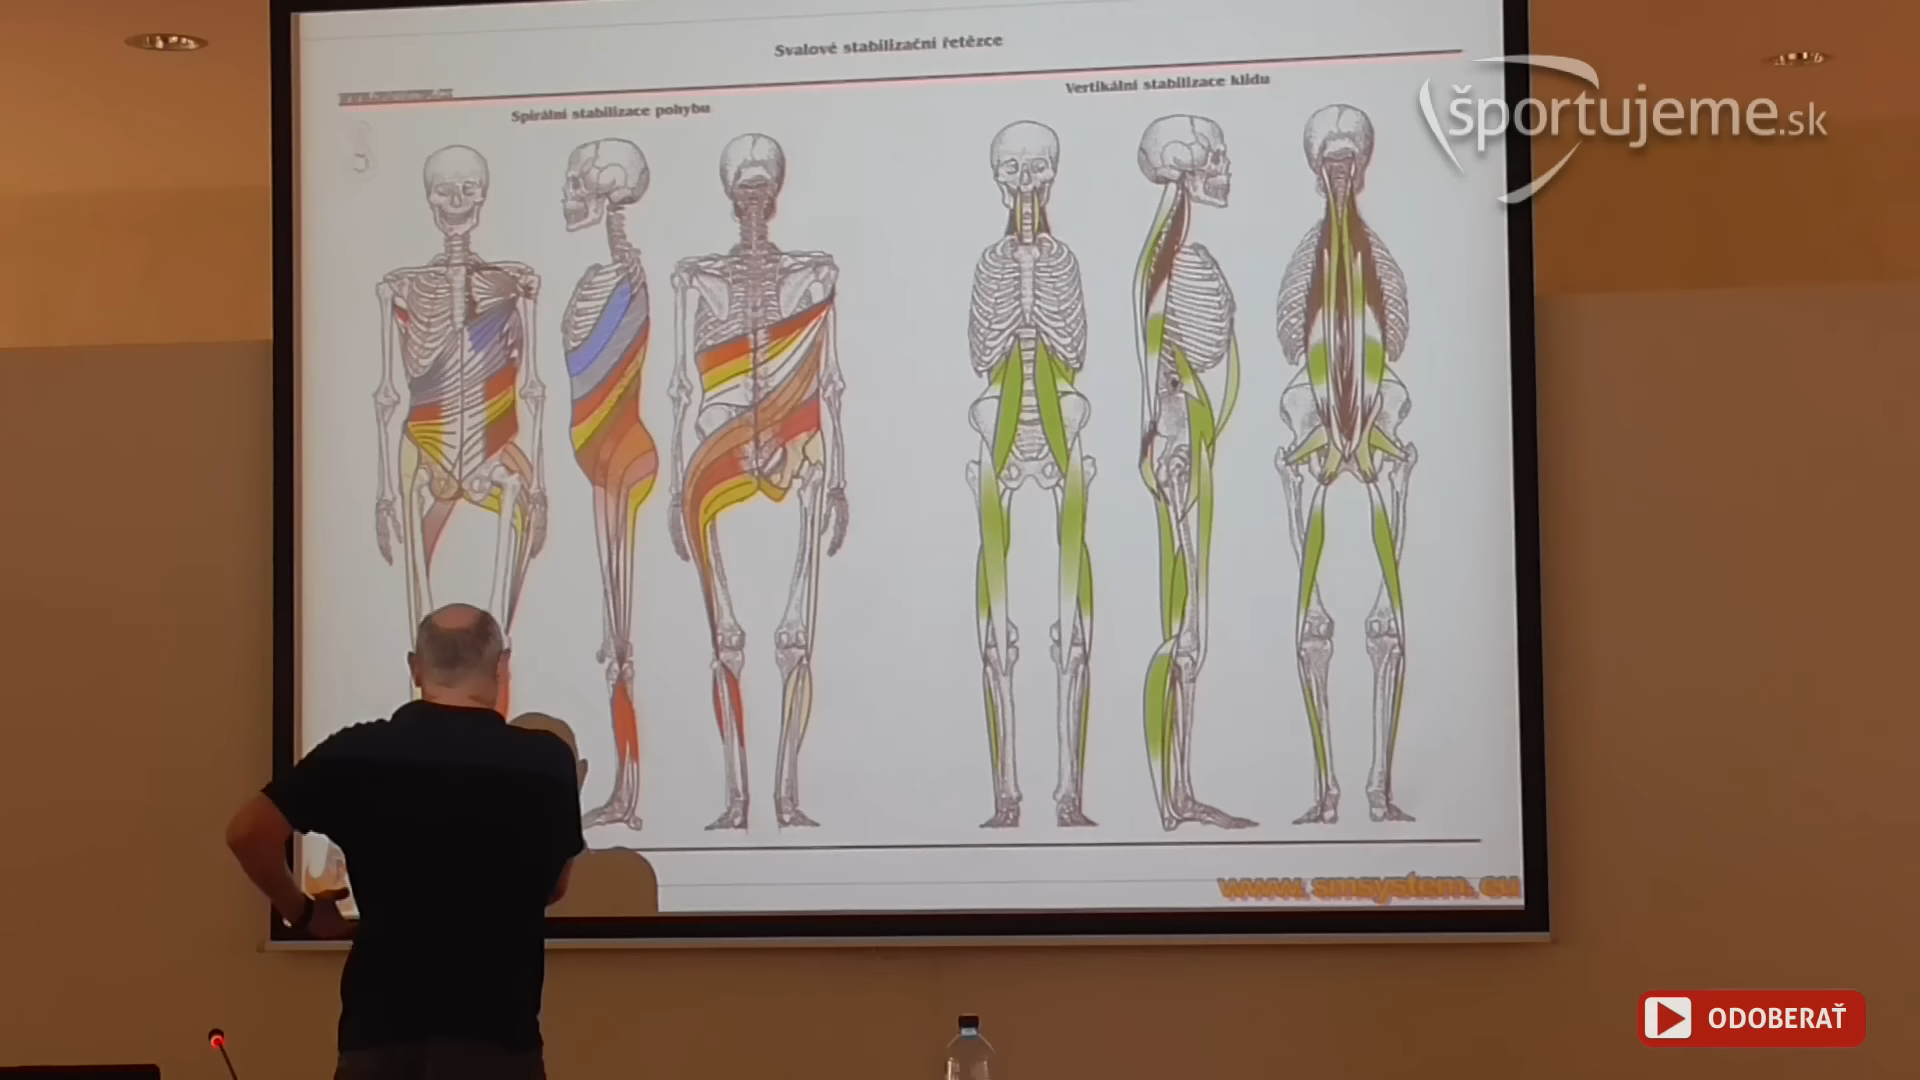 Svalové stabilizační řetězce
Spirální stabilizace pohybu
Vertikální stabilizace klidu
športujeme.sk
www.smsystem.eu
ODOBERAŤ